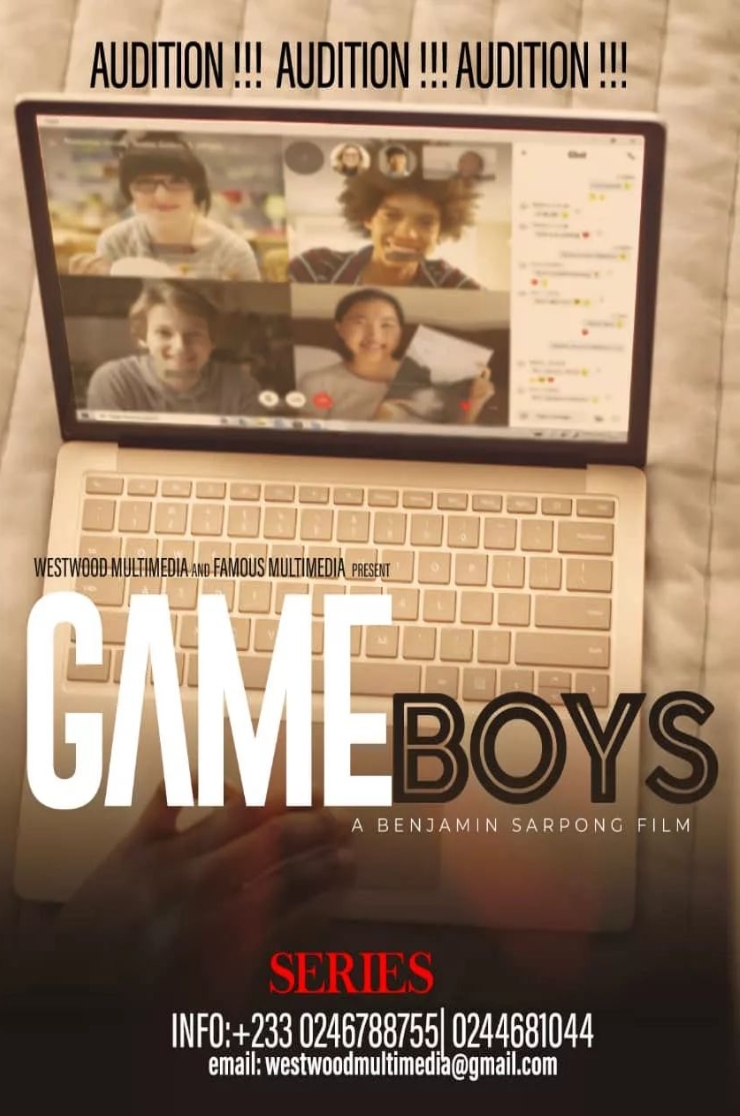 AUDITION !!! AUDITION !!! AUDITION !!!
WESTWOOD MULTIMEDIA AND FAMOUS MULTIMEDIA PRESENT
GAME BOYS
A BENJAMIN SARPONG FILM
SERIES
INFO:+233 0246788755| 0244681044
email: westwoodmultimedia@gmail.com